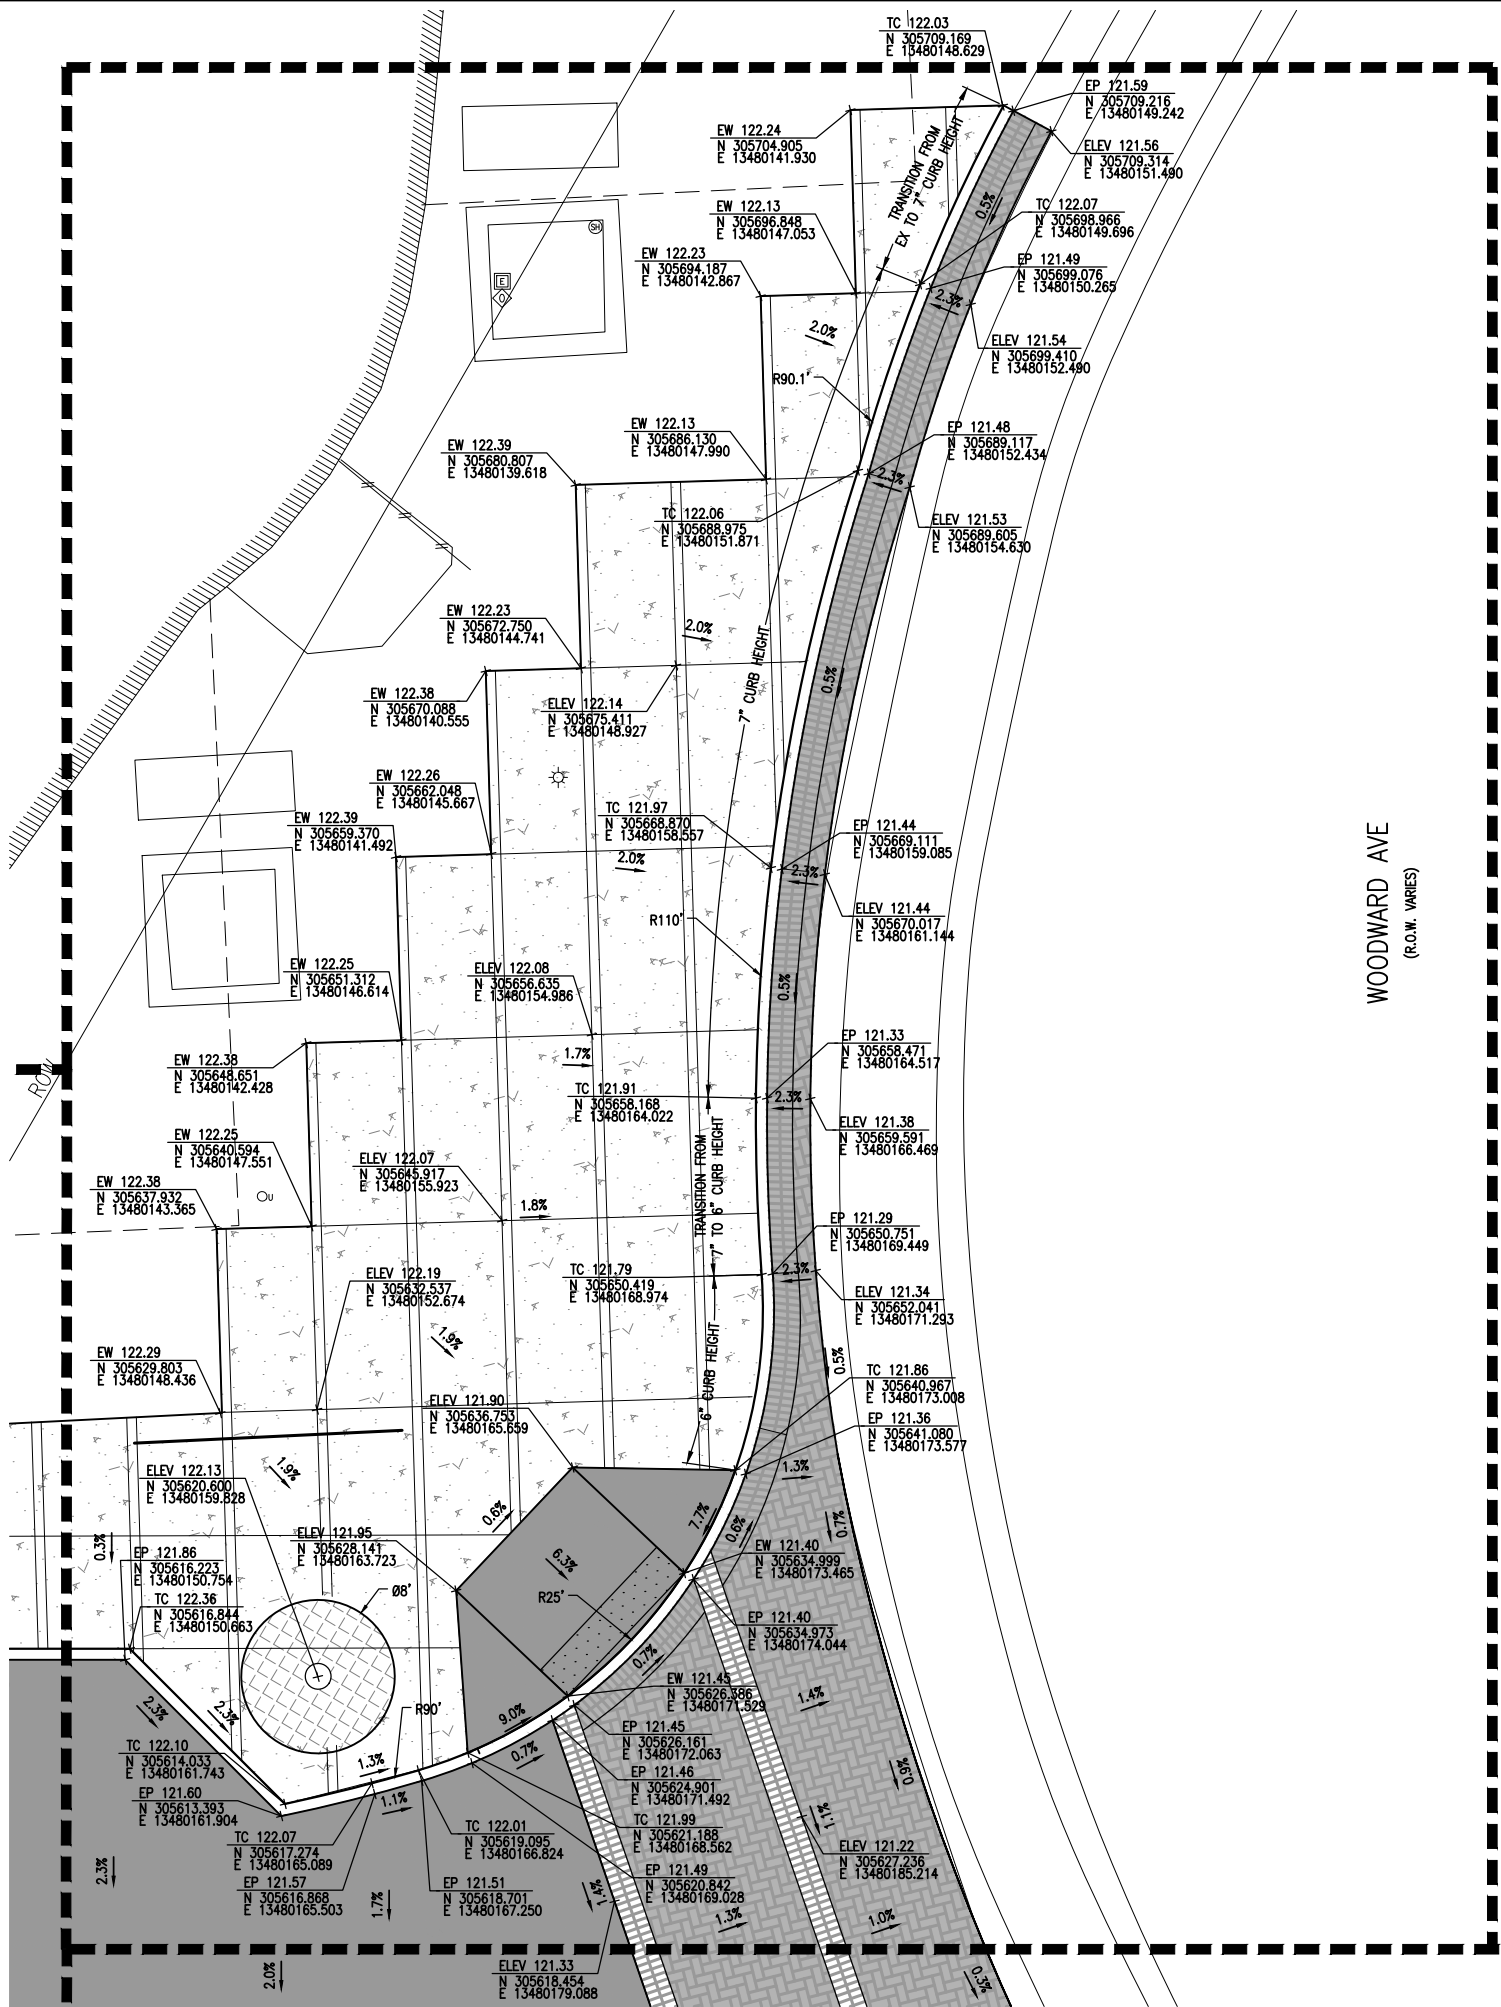 TC 122.03
N 305709.169
E 13480148.629
EP 121.59
N 305709.216
E 13480149.242
EW 122.24
N 305704.905
E 13480141.930
ELEV 121.56
N 305709.314
E 13480151.490
TRANSITION FROM
EX TO 7" CURB HEIGHT
0.5%
TC 122.07
N 305698.966
E 13480149.696
EW 122.13
N 305696.848
E 13480147.053
SH
EW 122.23
N 305694.187
E 13480142.867
EP 121.49
N 305699.076
E 13480150.265
E
O
2.3%
2.0%
ELEV 121.54
N 305699.410
E 13480152.490
R90.1'
EW 122.13
N 305686.130
E 13480147.990
EP 121.48
N 305689.117
E 13480152.434
EW 122.39
N 305680.807
E 13480139.618
2.3%
TC 122.06
N 305688.975
E 13480151.871
ELEV 121.53
N 305689.605
E 13480154.630
EW 122.23
N 305672.750
E 13480144.741
2.0%
7" CURB HEIGHT
0.5%
EW 122.38
N 305670.088
E 13480140.555
ELEV 122.14
N 305675.411
E 13480148.927
EW 122.26
N 305662.048
E 13480145.667
TC 121.97
N 305668.870
E 13480158.557
EW 122.39
N 305659.370
E 13480141.492
EP 121.44
N 305669.111
E 13480159.085
2.0%
2.3%
WOODWARD AVE
(R.O.W. VARIES)
R110'
ELEV 121.44
N 305670.017
E 13480161.144
EW 122.25
N 305651.312
E 13480146.614
ELEV 122.08
N 305656.635
E 13480154.986
0.5%
EP 121.33
N 305658.471
E 13480164.517
ROW
EW 122.38
N 305648.651
E 13480142.428
1.7%
TC 121.91
N 305658.168
E 13480164.022
2.3%
ELEV 121.38
N 305659.591
E 13480166.469
EW 122.25
N 305640.594
E 13480147.551
ELEV 122.07
N 305645.917
E 13480155.923
TRANSITION FROM
7" TO 6" CURB HEIGHT
EW 122.38
N 305637.932
E 13480143.365
U
1.8%
EP 121.29
N 305650.751
E 13480169.449
ELEV 122.19
N 305632.537
E 13480152.674
TC 121.79
N 305650.419
E 13480168.974
2.3%
ELEV 121.34
N 305652.041
E 13480171.293
1.9%
EW 122.29
N 305629.803
E 13480148.436
6" CURB HEIGHT
0.5%
TC 121.86
N 305640.967
E 13480173.008
ELEV 121.90
N 305636.753
E 13480165.659
EP 121.36
N 305641.080
E 13480173.577
ELEV 122.13
N 305620.600
E 13480159.828
1.9%
1.3%
0.6%
7.7%
0.6%
0.7%
0.3%
ELEV 121.95
N 305628.141
E 13480163.723
EP 121.86
N 305616.223
E 13480150.754
6.3%
EW 121.40
N 305634.999
E 13480173.465
TC 122.36
N 305616.844
E 13480150.663
Ø8'
R25'
EP 121.40
N 305634.973
E 13480174.044
0.7%
EW 121.45
N 305626.386
E 13480171.529
1.4%
2.3%
2.3%
R90'
9.0%
EP 121.45
N 305626.161
E 13480172.063
TC 122.10
N 305614.033
E 13480161.743
1.3%
0.7%
EP 121.46
N 305624.901
E 13480171.492
0.9%
EP 121.60
N 305613.393
E 13480161.904
1.1%
1.1%
TC 122.07
N 305617.274
E 13480165.089
TC 122.01
N 305619.095
E 13480166.824
TC 121.99
N 305621.188
E 13480168.562
ELEV 121.22
N 305627.236
E 13480185.214
2.3%
EP 121.57
N 305616.868
E 13480165.503
1.7%
EP 121.51
N 305618.701
E 13480167.250
EP 121.49
N 305620.842
E 13480169.028
1.4%
1.3%
1.0%
2.0%
ELEV 121.33
N 305618.454
E 13480179.088
0.3%